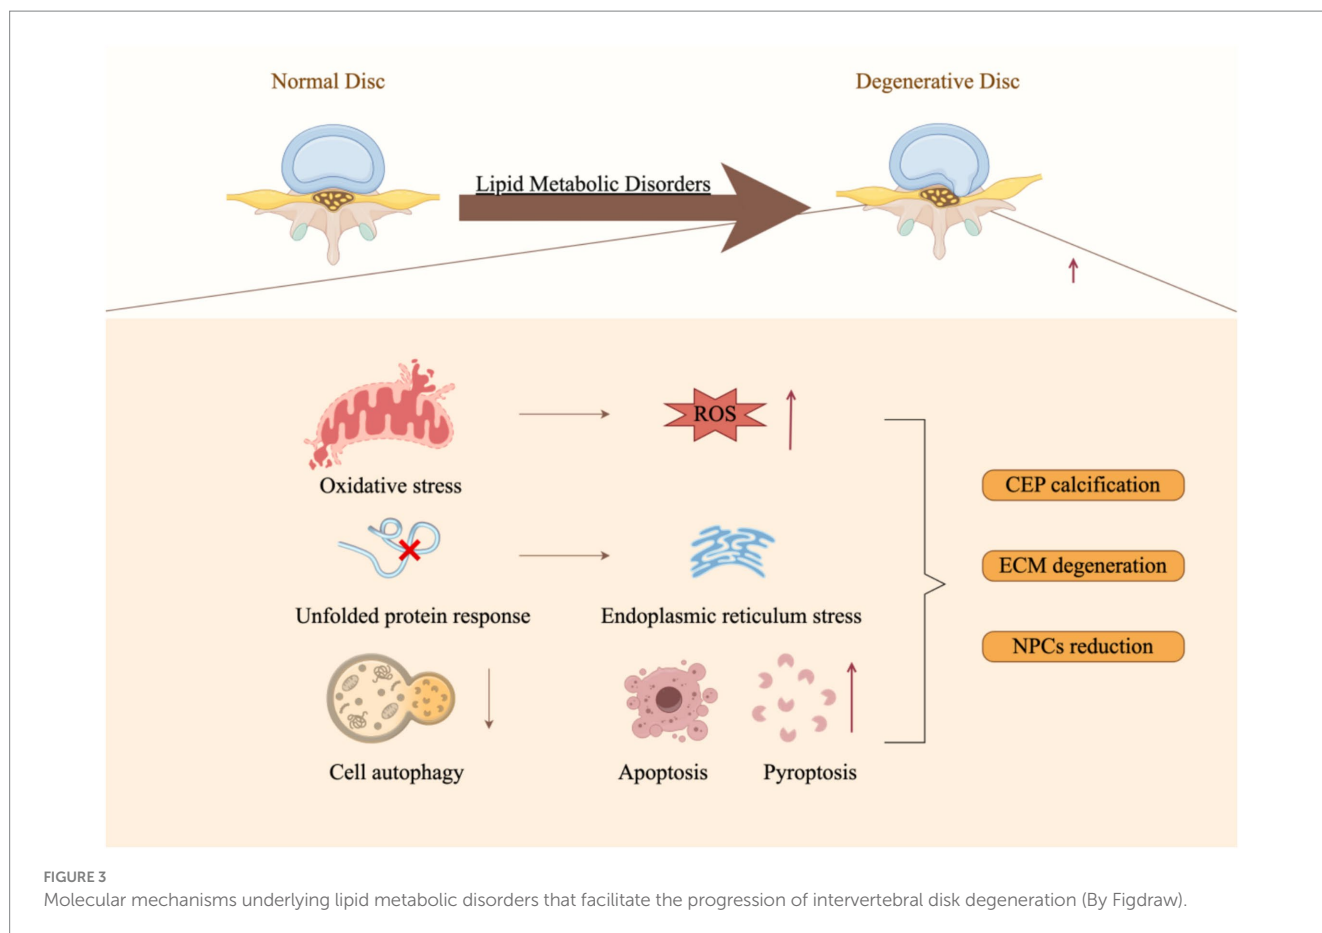 Normal Disc
Degenerative Disc
Lipid Metabolic Disorders
ROS
Oxidative stress
CEP calcification
ECM degeneration
Unfolded protein response
Endoplasmic reticulum stress
NPCs reduction
Cell autophagy
Apoptosis
Pyroptosis
FIGURE 3
Molecular mechanisms underlying lipid metabolic disorders that facilitate the progression of intervertebral disk degeneration (By Figdraw).